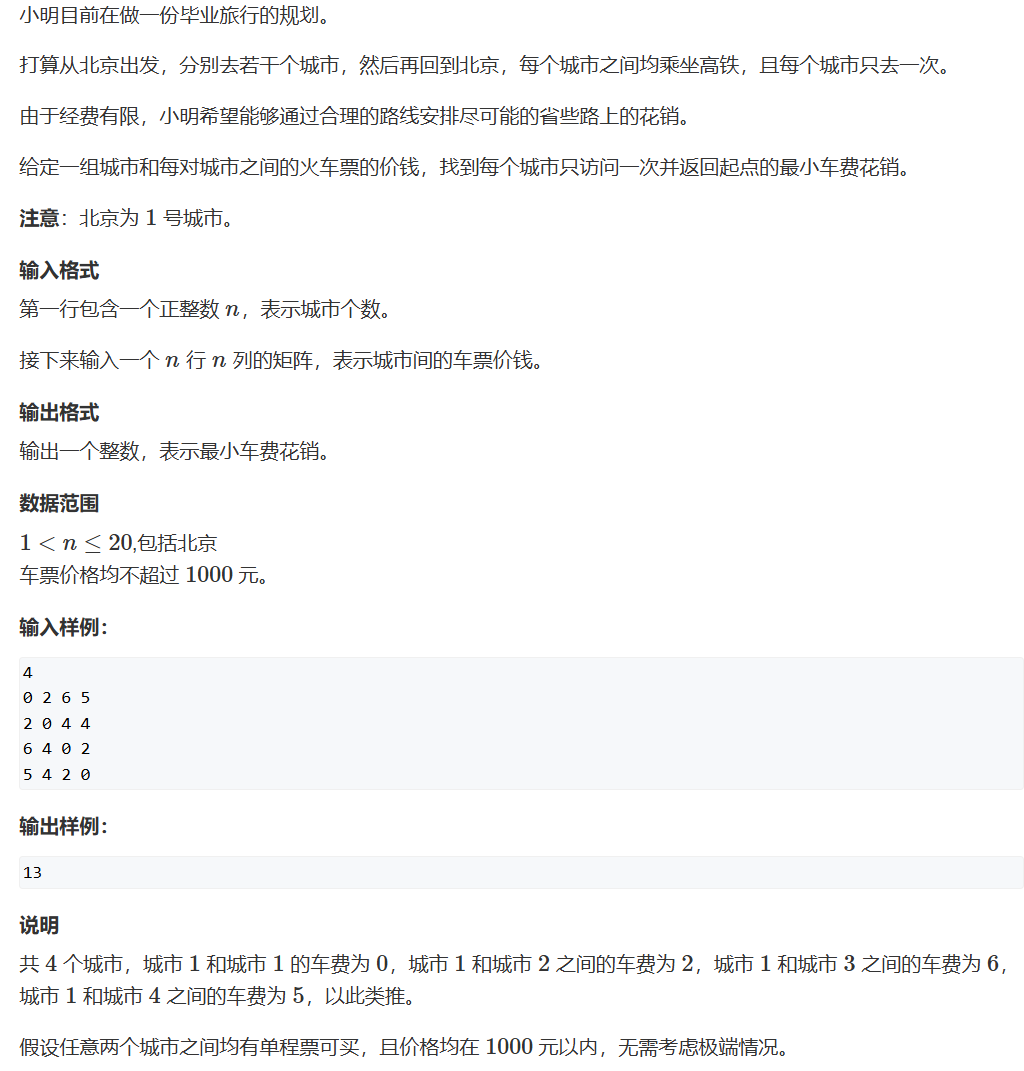 小明目前在做一份毕业旅行的规划。
打算从北京出发，分别去若干个城市，然后再回到北京，每个城市之间均乘坐高铁，且每个城市只去一次。
由于经费有限，小明希望能够通过合理的路线安排尽可能的省些路上的花销。
给定一组城市和每对城市之间的火车票的价钱，找到每个城市只访问一次并返回起点的最小车费花销。
注意：北京为 1 号城市。
输入格式
第一行包含一个正整数 n，表示城市个数。
接下来输入一个 n 行 n 列的矩阵，表示城市间的车票价钱。
输出格式
输出一个整数，表示最小车费花销。
数据范围
1 < n ≤ 20,包括北京
车票价格均不超过 1000 元。
输入样例：
4
0 2 6 5
2 0 4 4
6 4 0 2
5 4 2 0
输出样例：
13
说明
共 4 个城市，城市 1 和城市 1 的车费为 0，城市 1 和城市 2 之间的车费为 2，城市 1 和城市 3 之间的车费为 6，
城市 1 和城市 4 之间的车费为 5，以此类推。
假设任意两个城市之间均有单程票可买，且价格均在 1000 元以内，无需考虑极端情况。